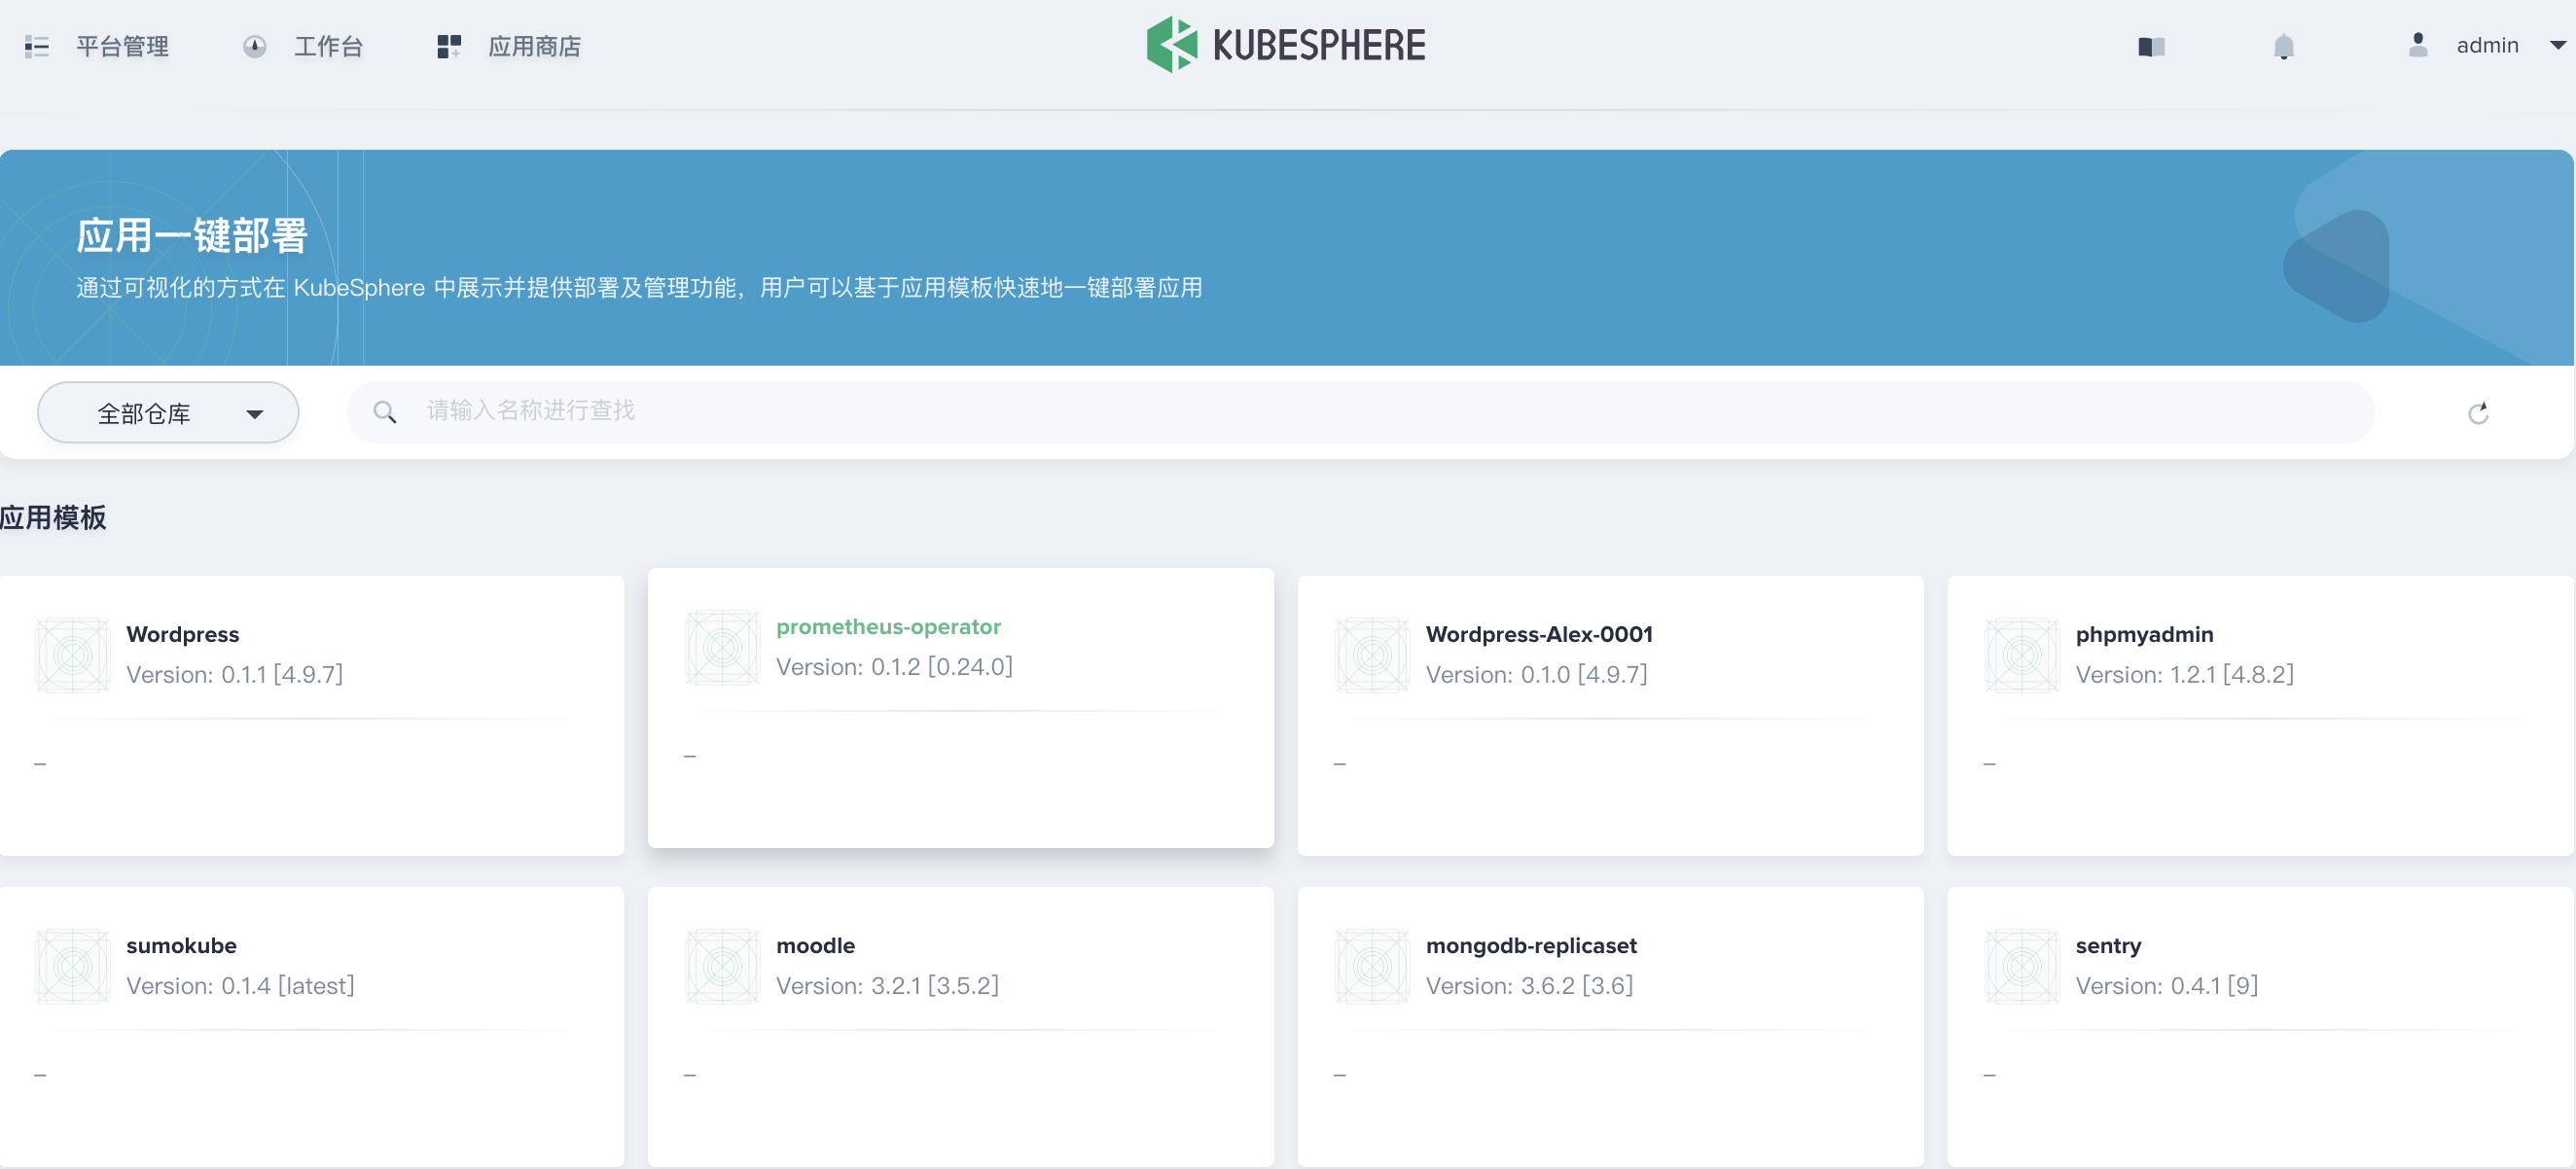 平台管理
工作台
应用商店
KUBESPHERE
admin
应用一键部署
通过可视化的方式在 KubeSphere 中展示并提供部署及管理功能，用户可以基于应用模板快速地一键部署应用
全部仓库
请输入名称进行查找
应用模板
Wordpress
Version: 0.1.1 [4.9.7]
–
prometheus-operator
Version: 0.1.2 [0.24.0]
–
Wordpress-Alex-0001
Version: 0.1.0 [4.9.7]
–
phpmyadmin
Version: 1.2.1 [4.8.2]
–
sumokube
Version: 0.1.4 [latest]
–
moodle
Version: 3.2.1 [3.5.2]
–
mongodb-replicaset
Version: 3.6.2 [3.6]
–
sentry
Version: 0.4.1 [9]
–